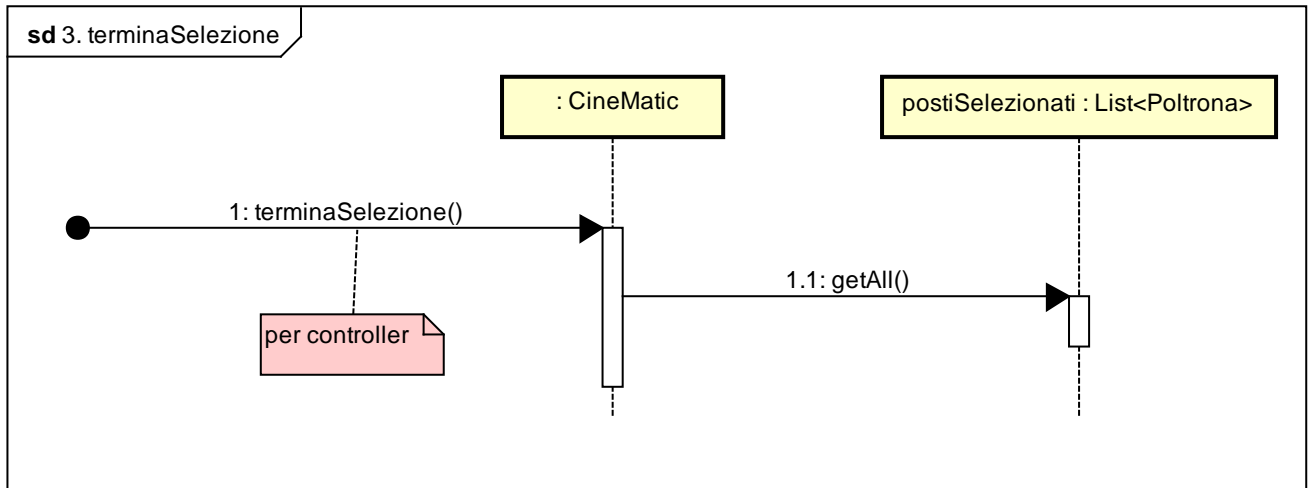 sd 3. terminaSelezione
: CineMatic
postiSelezionati : List<Poltrona>
1: terminaSelezione()
1.1: getAll()
per controller